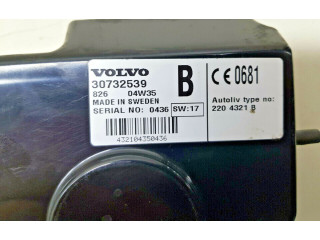 VOLVO
30732539
826 04W35
MADE IN SWEDEN
SERIAL NO: 0436 SW:17
432104350436
B
CE 0681
Autoliv type no:
220 4321 B